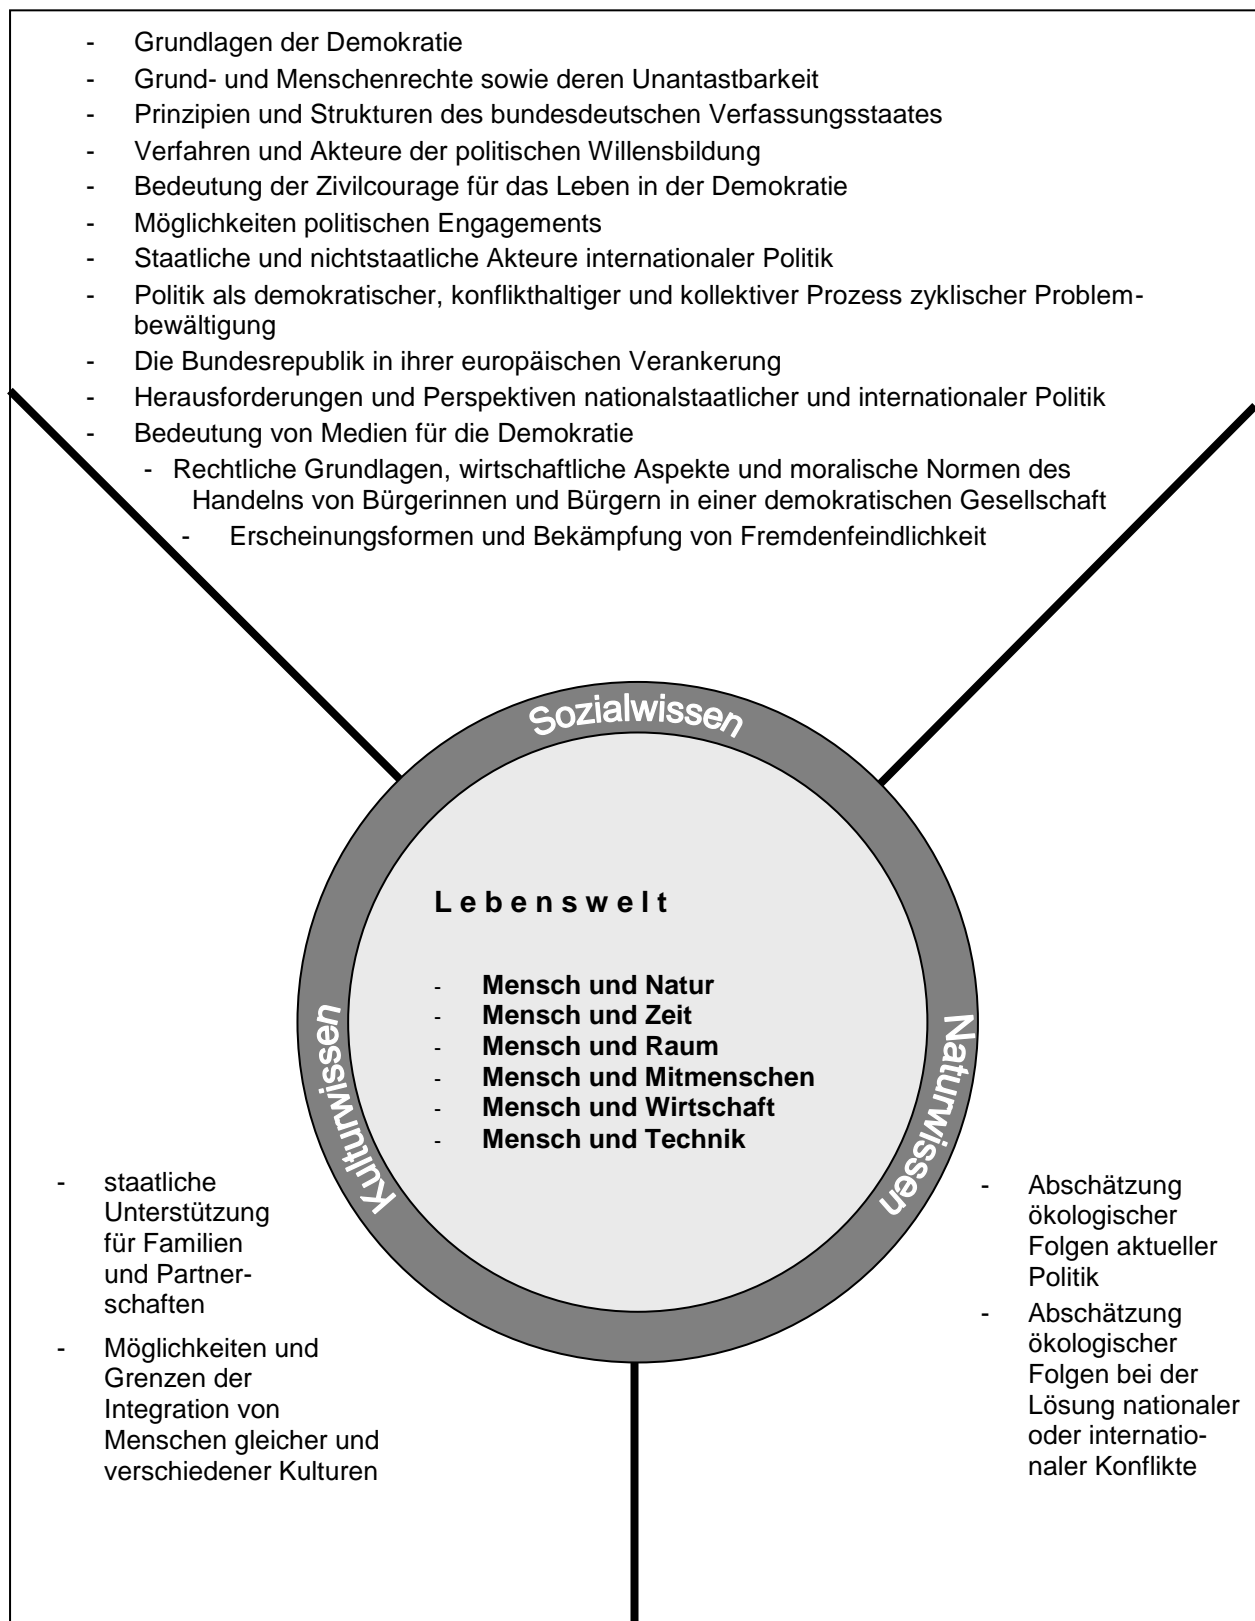 - Grundlagen der Demokratie
- Grund- und Menschenrechte sowie deren Unantastbarkeit
- Prinzipien und Strukturen des bundesdeutschen Verfassungsstaates
- Verfahren und Akteure der politischen Willensbildung
- Bedeutung der Zivilcourage für das Leben in der Demokratie
- Möglichkeiten politischen Engagements
- Staatliche und nichtstaatliche Akteure internationaler Politik
- Politik als demokratischer, konflikthaltiger und kollektiver Prozess zyklischer Problem-
bewältigung
- Die Bundesrepublik in ihrer europäischen Verankerung
- Herausforderungen und Perspektiven nationalstaatlicher und internationaler Politik
- Bedeutung von Medien für die Demokratie
- Rechtliche Grundlagen, wirtschaftliche Aspekte und moralische Normen des
Handelns von Bürgerinnen und Bürgern in einer demokratischen Gesellschaft
- Erscheinungsformen und Bekämpfung von Fremdenfeindlichkeit
Sozialwissen
Lebenswelt
- Mensch und Natur
- Mensch und Zeit
- Mensch und Raum
- Mensch und Mitmenschen
- Mensch und Wirtschaft
- Mensch und Technik
Kulturwissen
Naturwissen
- staatliche
Unterstützung
für Familien
und Partner-
schaften
- Möglichkeiten und
Grenzen der
Integration von
Menschen gleicher und
verschiedener Kulturen
- Abschätzung
ökologischer
Folgen aktueller
Politik
- Abschätzung
ökologischer
Folgen bei der
Lösung nationaler
oder internatio-
naler Konflikte